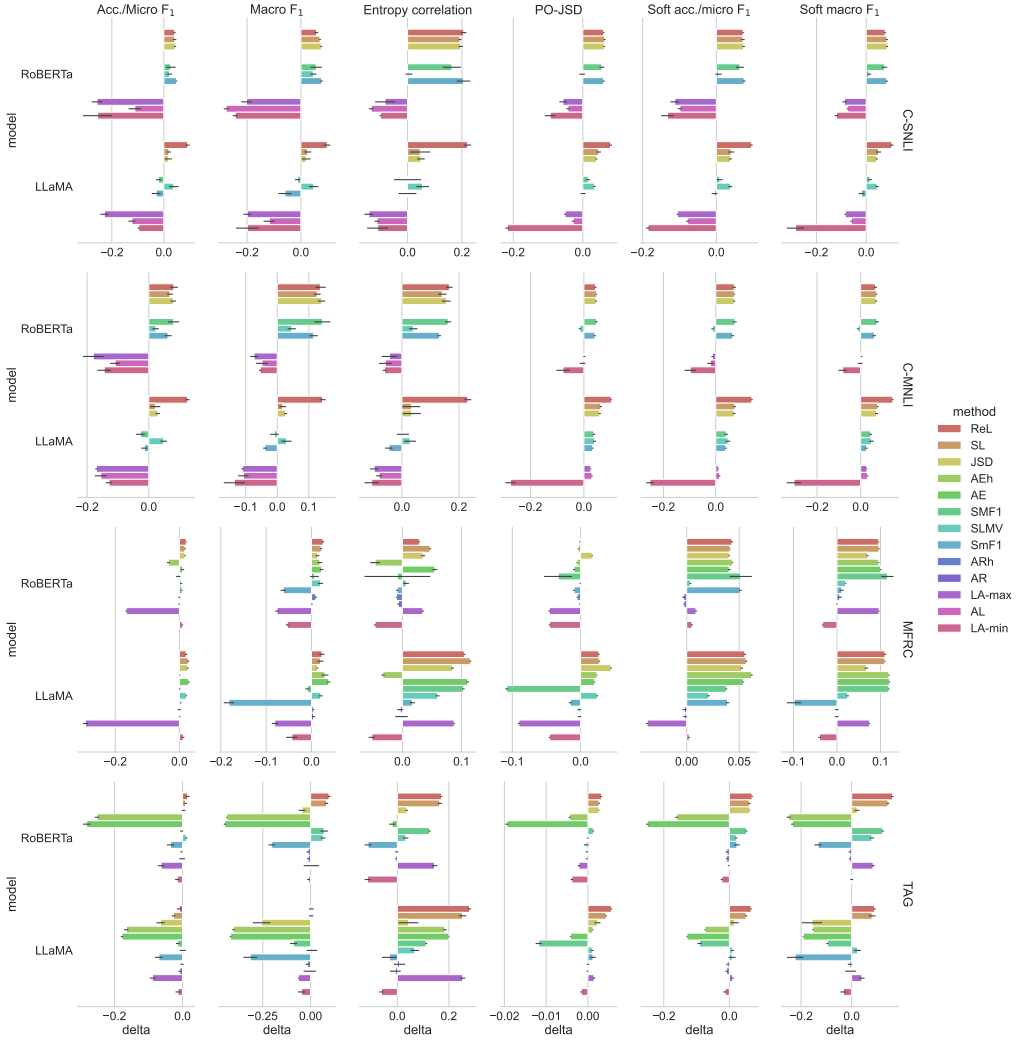 Acc./Micro F₁ Macro F₁ Entropy correlation PO-JSD Soft acc./micro F₁ Soft macro F₁
model
RoBERTa
LLaMA
C-SNLI
−0.2 0.0
−0.2 0.0
0.0 0.2
−0.2 0.0
−0.2 0.0
−0.2 0.0
model
RoBERTa
LLaMA
C-MNLI
−0.2 0.0
−0.1 0.0 0.1
0.0 0.2
−0.2 0.0
−0.2 0.0
−0.2 0.0
model
RoBERTa
LLaMA
MFRC
−0.2 0.0
−0.2 −0.1 0.0
0.0 0.1
−0.1 0.0
0.00 0.05
−0.1 0.0 0.1
model
RoBERTa
LLaMA
TAG
−0.2 0.0
−0.25 0.00
0.0 0.2
−0.02 −0.01 0.00
−0.2 0.0
−0.2 0.0
delta delta delta delta delta delta
method
ReL
SL
JSD
AEh
AE
SMF1
SLMV
SmF1
ARh
AR
LA-max
AL
LA-min